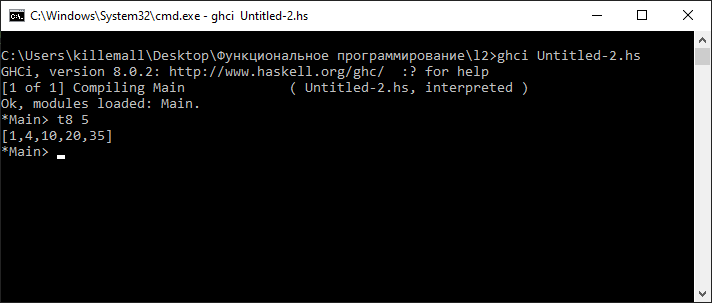 C:\Windows\System32\cmd.exe - ghci  Untitled-2.hs
C:\Users\killemall\Desktop\Функциональное программирование\l2>ghci Untitled-2.hs
GHCi, version 8.0.2: http://www.haskell.org/ghc/  :? for help
[1 of 1] Compiling Main             ( Untitled-2.hs, interpreted )
Ok, modules loaded: Main.
*Main> t8 5
[1,4,10,20,35]
*Main>